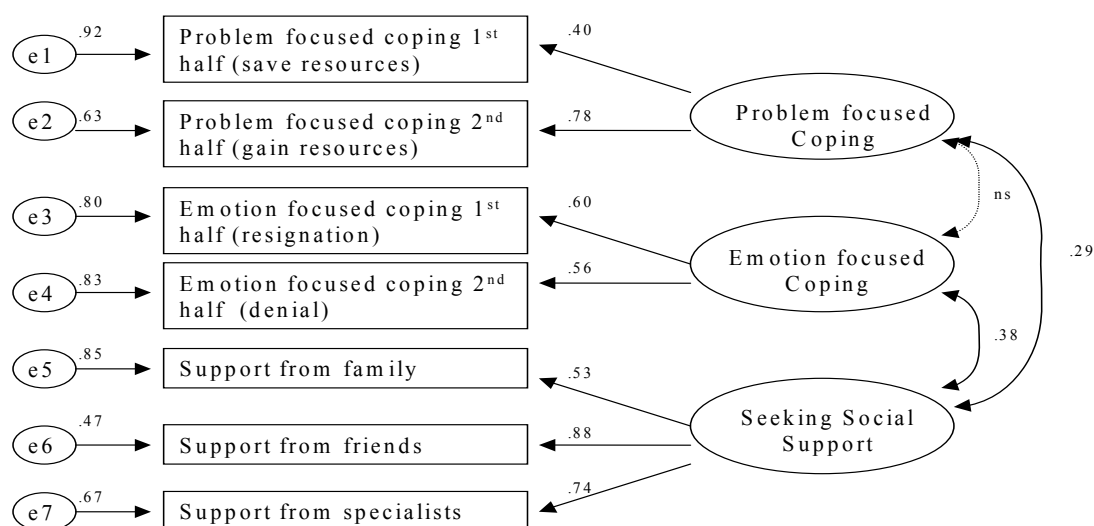 .92
e1
Problem focused coping 1st
half (save resources)
.40
e2
.63
Problem focused coping 2nd
half (gain resources)
.78
Problem focused
Coping
e3
.80
Emotion focused coping 1st
half (resignation)
.60
ns
e4
.83
Emotion focused coping 2nd
half (denial)
.56
Emotion focused
Coping
.29
.38
e5
.85
Support from family
.53
e6
.47
Support from friends
.88
Seeking Social
Support
e7
.67
Support from specialists
.74